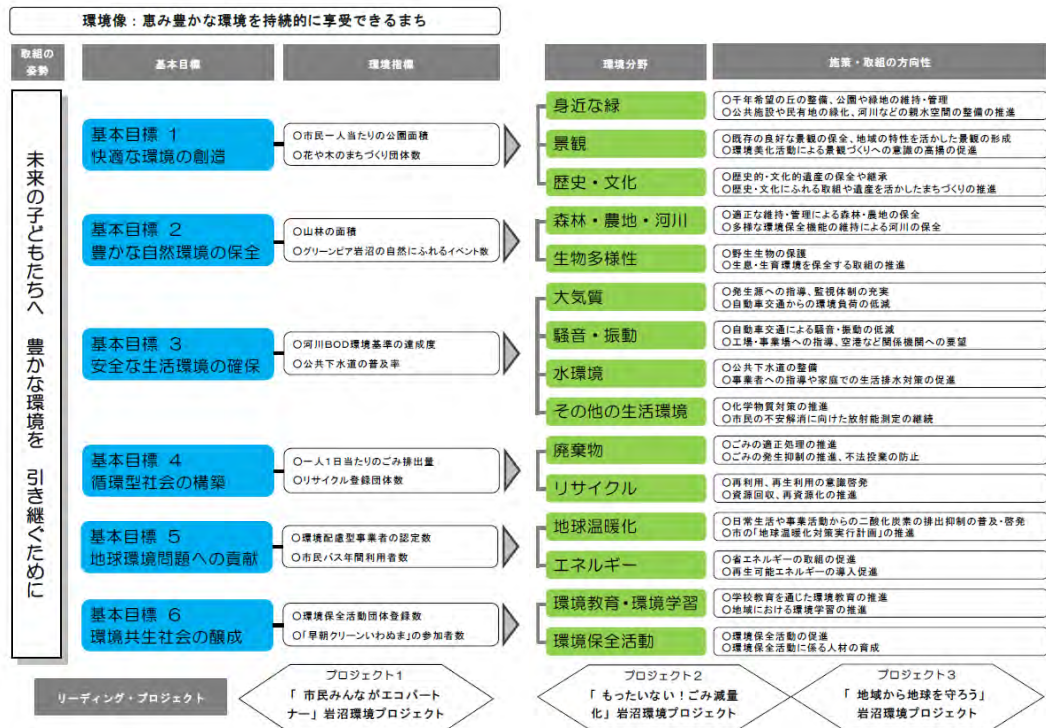 環境像：恵み豊かな環境を持続的に享受できるまち
取組の
姿勢
基本目標
環境指標
環境分野
施策・取組の方向性
未来の子どもたちへ　豊かな環境を　引き継ぐために
基本目標 1
快適な環境の創造
○市民一人当たりの公園面積
○花や木のまちづくり団体数
身近な緑
○千年希望の丘の整備、公園や緑地の維持・管理
○公共施設や民有地の緑化、河川などの親水空間の整備の推進
景観
○既存の良好な景観の保全、地域の特性を活かした景観の形成
○環境美化活動による景観づくりへの意識の高揚の促進
歴史・文化
○歴史的・文化的遺産の保全や継承
○歴史・文化にふれる取組や遺産を活かしたまちづくりの推進
基本目標 2
豊かな自然環境の保全
○山林の面積
○グリーンピア岩沼の自然にふれるイベント数
森林・農地・河川
○適正な維持・管理による森林・農地の保全
○多様な環境保全機能の維持による河川の保全
生物多様性
○野生生物の保護
○生息・生育環境を保全する取組の推進
基本目標 3
安全な生活環境の確保
○河川BOD環境基準の達成度
○公共下水道の普及率
大気質
○発生源への指導、監視体制の充実
○自動車交通からの環境負荷の低減
騒音・振動
○自動車交通による騒音・振動の低減
○工場・事業場への指導、空港など関係機関への要望
水環境
○公共下水道の整備
○事業者への指導や家庭での生活排水対策の促進
その他の生活環境
○化学物質対策の推進
○市民の不安解消に向けた放射能測定の継続
基本目標 4
循環型社会の構築
○一人1日当たりのごみ排出量
○リサイクル登録団体数
廃棄物
○ごみの適正処理の推進
○ごみの発生抑制の推進、不法投棄の防止
リサイクル
○再利用、再生利用の意識啓発
○資源回収、再資源化の推進
基本目標 5
地球環境問題への貢献
○環境配慮型事業者の認定数
○市民バス年間利用者数
地球温暖化
○日常生活や事業活動からの二酸化炭素の排出抑制の普及・啓発
○市の「地球温暖化対策実行計画」の推進
エネルギー
○省エネルギーの取組の促進
○再生可能エネルギーの導入促進
基本目標 6
環境共生社会の醸成
○環境保全活動団体登録数
○「早朝クリーンいわぬま」の参加者数
環境教育・環境学習
○学校教育を通じた環境教育の推進
○地域における環境学習の推進
環境保全活動
○環境保全活動の促進
○環境保全活動に係る人材の育成
リーディング・プロジェクト
プロジェクト1
「 市民みんながエコパート
ナー」岩沼環境プロジェクト
プロジェクト2
「 もったいない！ごみ減量
化」岩沼環境プロジェクト
プロジェクト3
「 地域から地球を守ろう」
岩沼環境プロジェクト